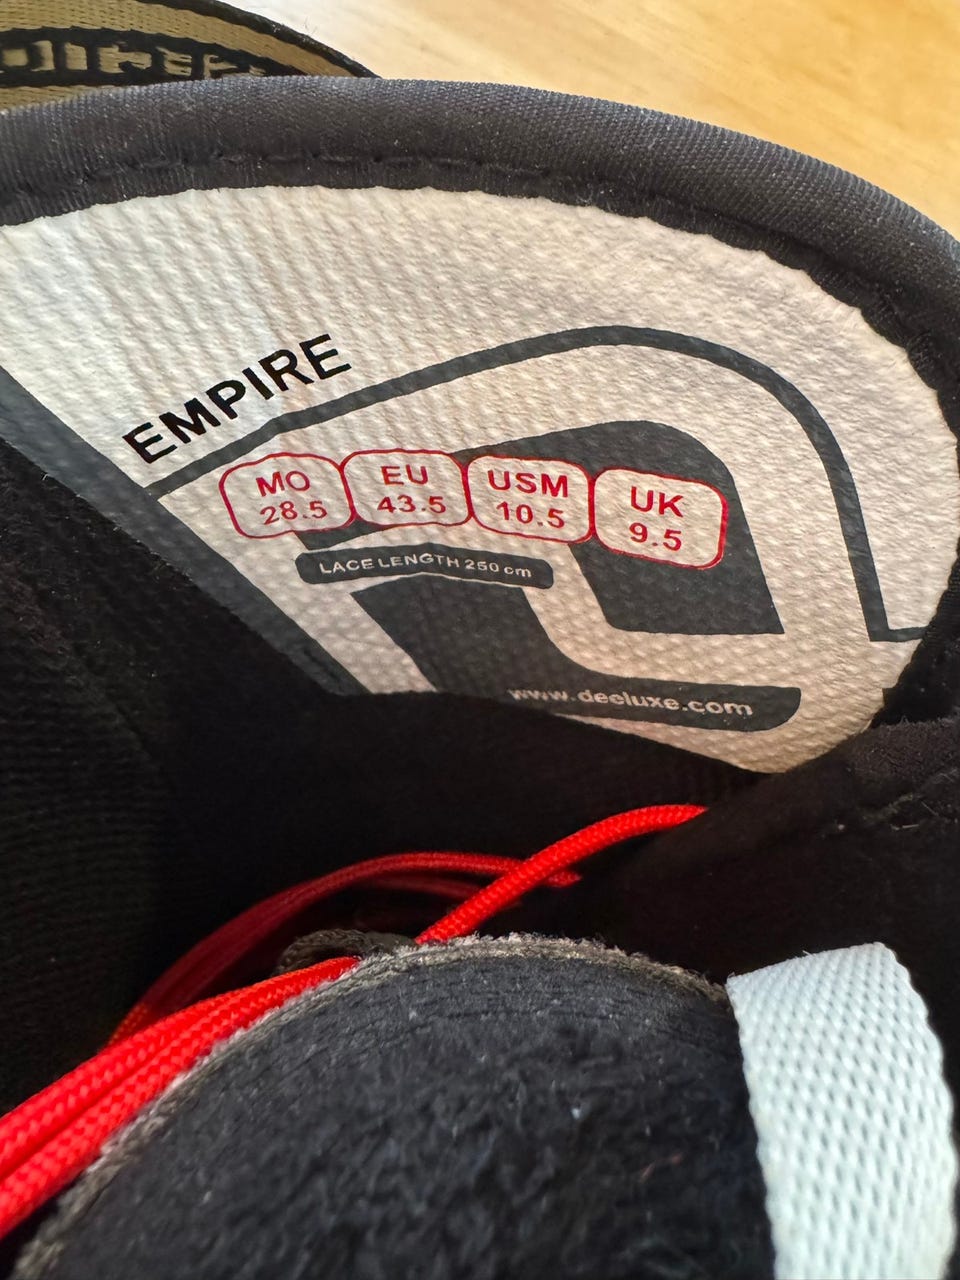 EMPIRE
MO EU USM UK
28.5 43.5 10.5 9.5
LACE LENGTH 250 cm
www.deeluxe.com